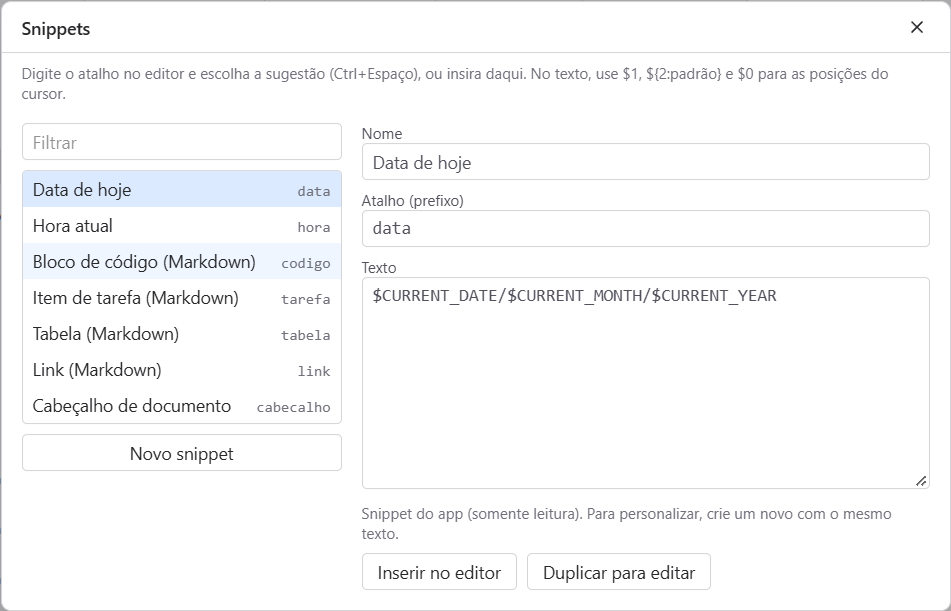 Snippets
Digite o atalho no editor e escolha a sugestão (Ctrl+Espaço), ou insira daqui. No texto, use $1, ${2:padrão} e $0 para as posições do
cursor.
Filtrar
Data de hoje data
Hora atual hora
Bloco de código (Markdown) codigo
Item de tarefa (Markdown) tarefa
Tabela (Markdown) tabela
Link (Markdown) link
Cabeçalho de documento cabecalho
Novo snippet
Nome
Data de hoje
Atalho (prefixo)
data
Texto
$CURRENT_DATE/$CURRENT_MONTH/$CURRENT_YEAR
Snippet do app (somente leitura). Para personalizar, crie um novo com o mesmo
texto.
Inserir no editor
Duplicar para editar